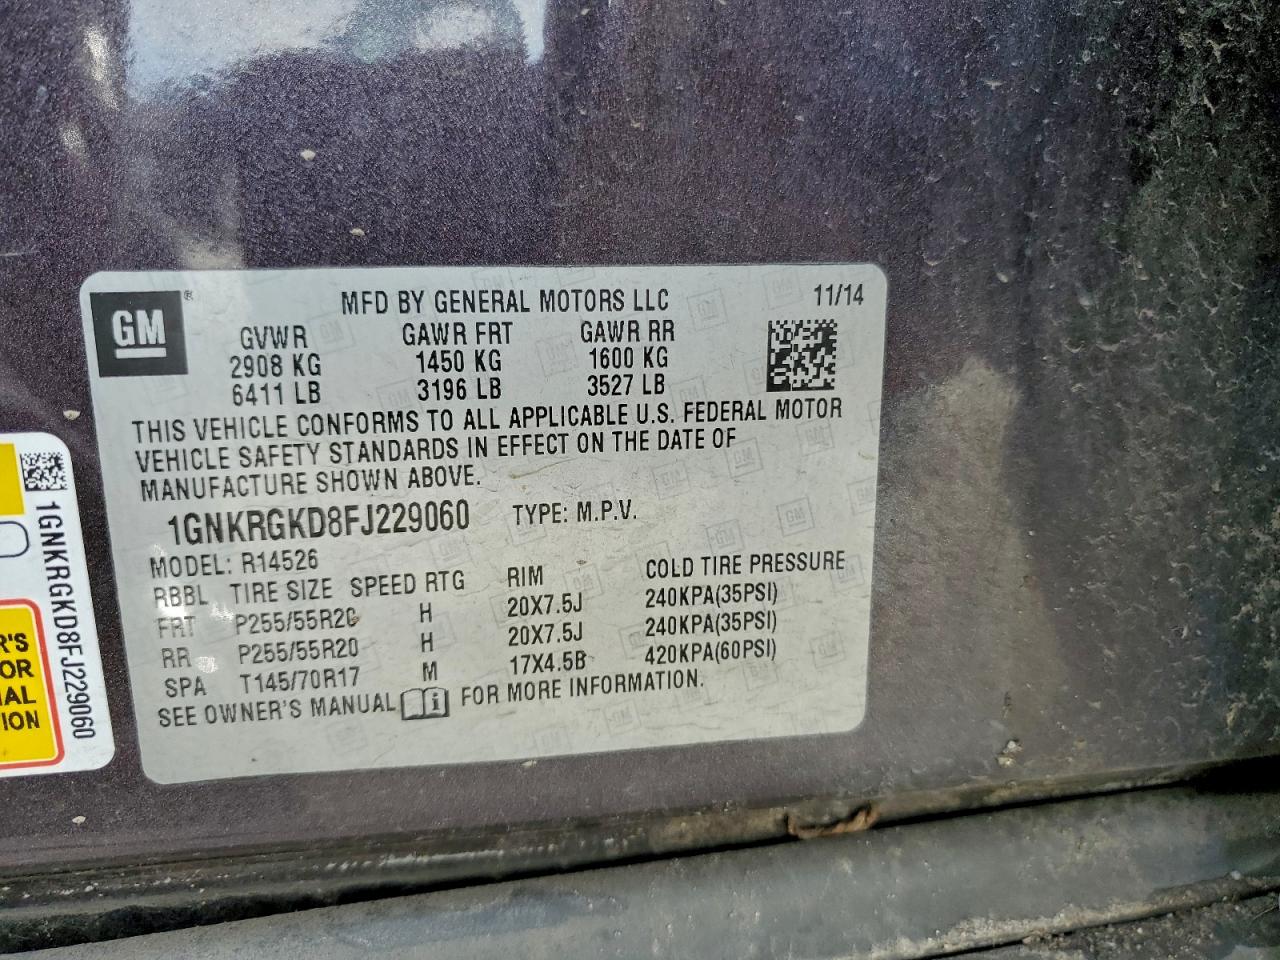 GM
®
MFD BY GENERAL MOTORS LLC
11/14
GVWR GAWR FRT GAWR RR
2908 KG 1450 KG 1600 KG
6411 LB 3196 LB 3527 LB
THIS VEHICLE CONFORMS TO ALL APPLICABLE U.S. FEDERAL MOTOR
VEHICLE SAFETY STANDARDS IN EFFECT ON THE DATE OF
MANUFACTURE SHOWN ABOVE.
1GNKRGKD8FJ229060 TYPE: M.P.V.
MODEL: R14526
RBBL TIRE SIZE SPEED RTG RIM COLD TIRE PRESSURE
FRT P255/55R20 H 20X7.5J 240KPA(35PSI)
RR P255/55R20 H 20X7.5J 240KPA(35PSI)
SPA T145/70R17 M 17X4.5B 420KPA(60PSI)
SEE OWNER'S MANUAL i FOR MORE INFORMATION.
1GNKRGKD8FJ229060
R'S
OR
IAL
TION